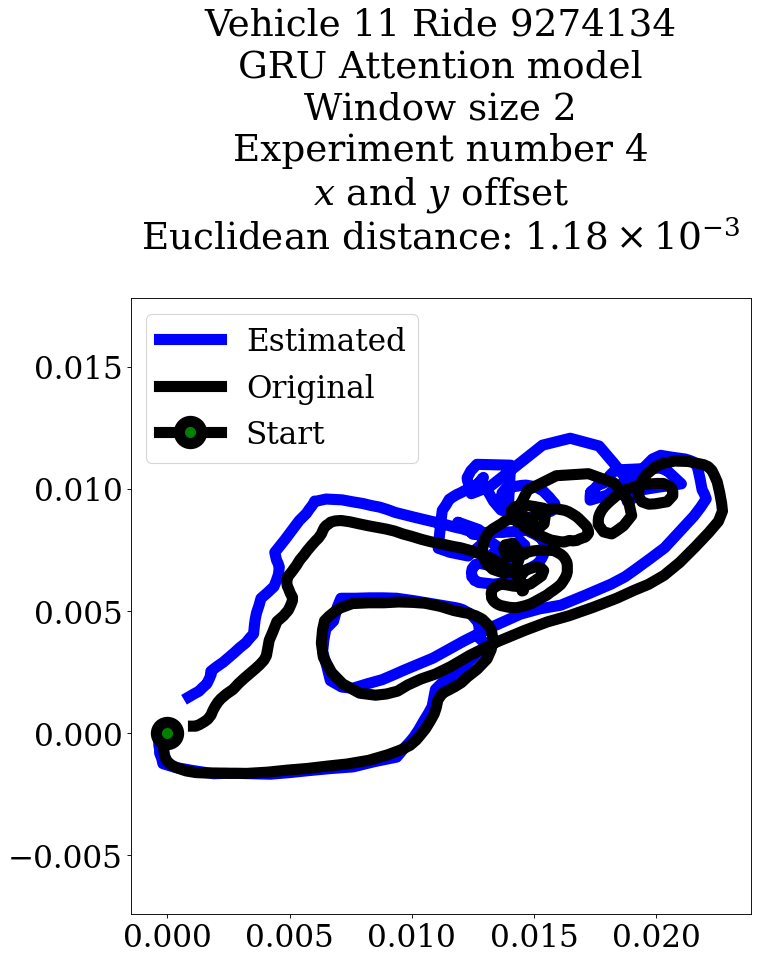 Vehicle 11 Ride 9274134
GRU Attention model
Window size 2
Experiment number 4
x and y offset
Euclidean distance: 1.18 × 10⁻³
Estimated
Original
Start
0.015
0.010
0.005
0.000
−0.005
0.000 0.005 0.010 0.015 0.020